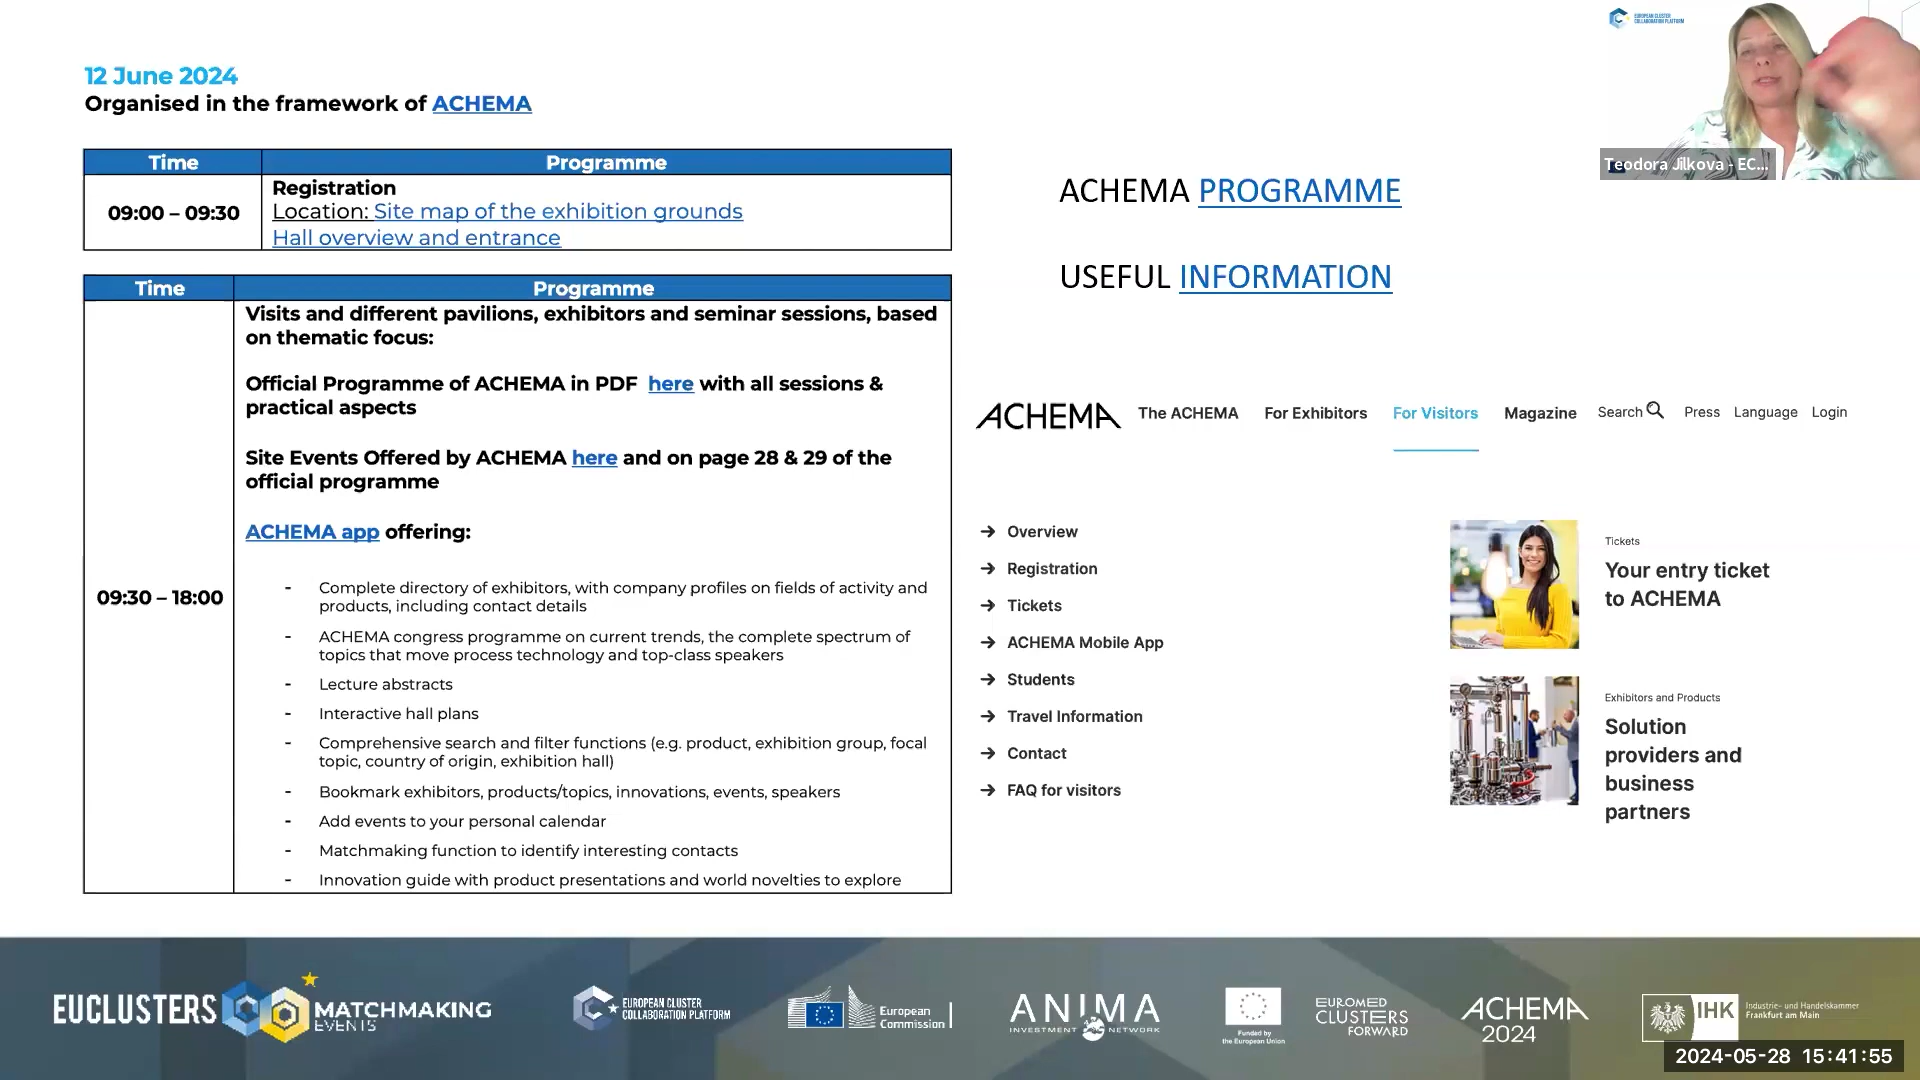 12 June 2024
Organised in the framework of ACHEMA
Time
Programme
09:00 – 09:30
Registration
Location: Site map of the exhibition grounds
Hall overview and entrance
Time
Programme
09:30 – 18:00
Visits and different pavilions, exhibitors and seminar sessions, based
on thematic focus:
Official Programme of ACHEMA in PDF here with all sessions &
practical aspects
Site Events Offered by ACHEMA here and on page 28 & 29 of the
official programme
ACHEMA app offering:
- Complete directory of exhibitors, with company profiles on fields of activity and
products, including contact details
- ACHEMA congress programme on current trends, the complete spectrum of
topics that move process technology and top-class speakers
- Lecture abstracts
- Interactive hall plans
- Comprehensive search and filter functions (e.g. product, exhibition group, focal
topic, country of origin, exhibition hall)
- Bookmark exhibitors, products/topics, innovations, events, speakers
- Add events to your personal calendar
- Matchmaking function to identify interesting contacts
- Innovation guide with product presentations and world novelties to explore
ACHEMA PROGRAMME
USEFUL INFORMATION
EUROPEAN CLUSTER
COLLABORATION PLATFORM
Teodora Jilkova - EC...
ACHEMA
The ACHEMA
For Exhibitors
For Visitors
Magazine
Search
Press
Language
Login
→ Overview
→ Registration
→ Tickets
→ ACHEMA Mobile App
→ Students
→ Travel Information
→ Contact
→ FAQ for visitors
Tickets
Your entry ticket
to ACHEMA
Exhibitors and Products
Solution
providers and
business
partners
EUCLUSTERS
MATCHMAKING
EVENTS
EUROPEAN CLUSTER
COLLABORATION PLATFORM
European
Commission
ANIMA
INVESTMENT NETWORK
Funded by
the European Union
EUROMED
CLUSTERS
FORWARD
ACHEMA
2024
IHK
Industrie- und Handelskammer
Frankfurt am Main
2024-05-28 15:41:55